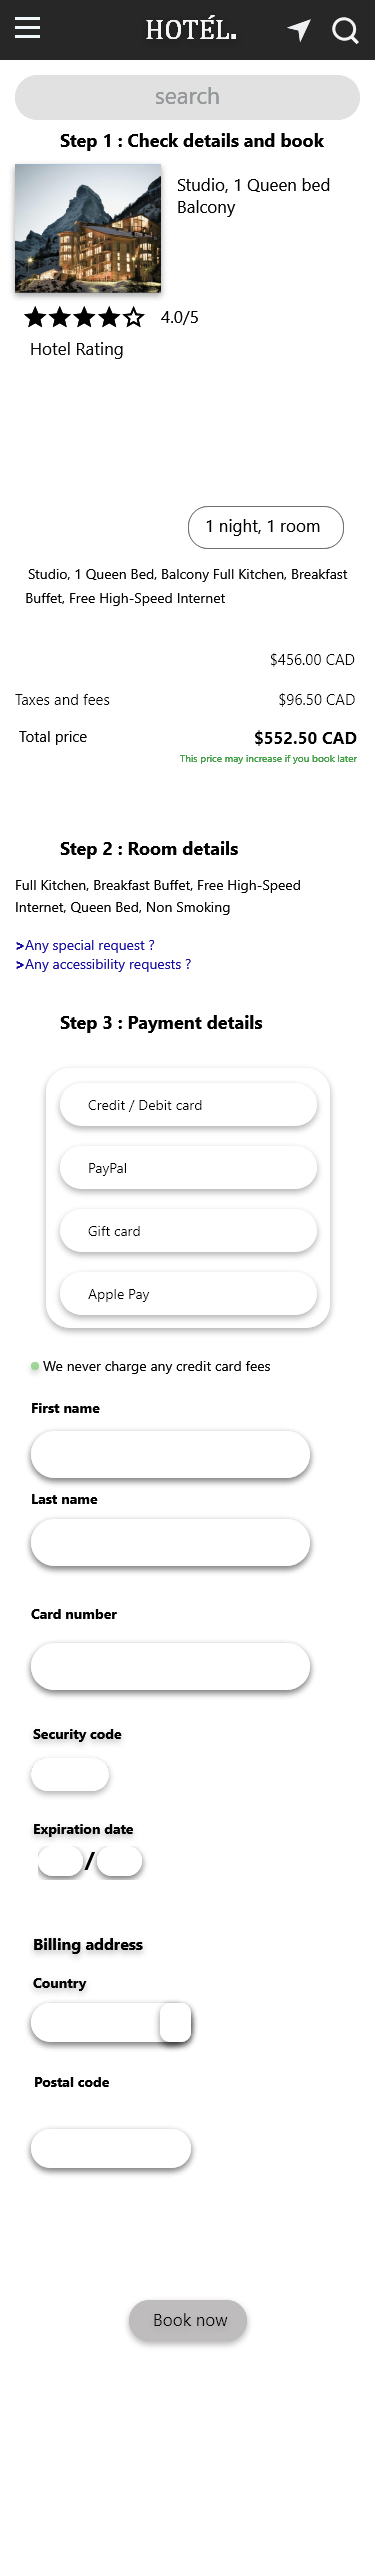 HOTÉL.
search
Step 1 : Check details and book
Studio, 1 Queen bed
Balcony
4.0/5
Hotel Rating
1 night, 1 room
Studio, 1 Queen Bed, Balcony Full Kitchen, Breakfast
Buffet, Free High-Speed Internet
$456.00 CAD
Taxes and fees $96.50 CAD
Total price $552.50 CAD
This price may increase if you book later
Step 2 : Room details
Full Kitchen, Breakfast Buffet, Free High-Speed
Internet, Queen Bed, Non Smoking
>Any special request ?
>Any accessibility requests ?
Step 3 : Payment details
Credit / Debit card
PayPal
Gift card
Apple Pay
We never charge any credit card fees
First name
Last name
Card number
Security code
Expiration date
/
Billing address
Country
Postal code
Book now